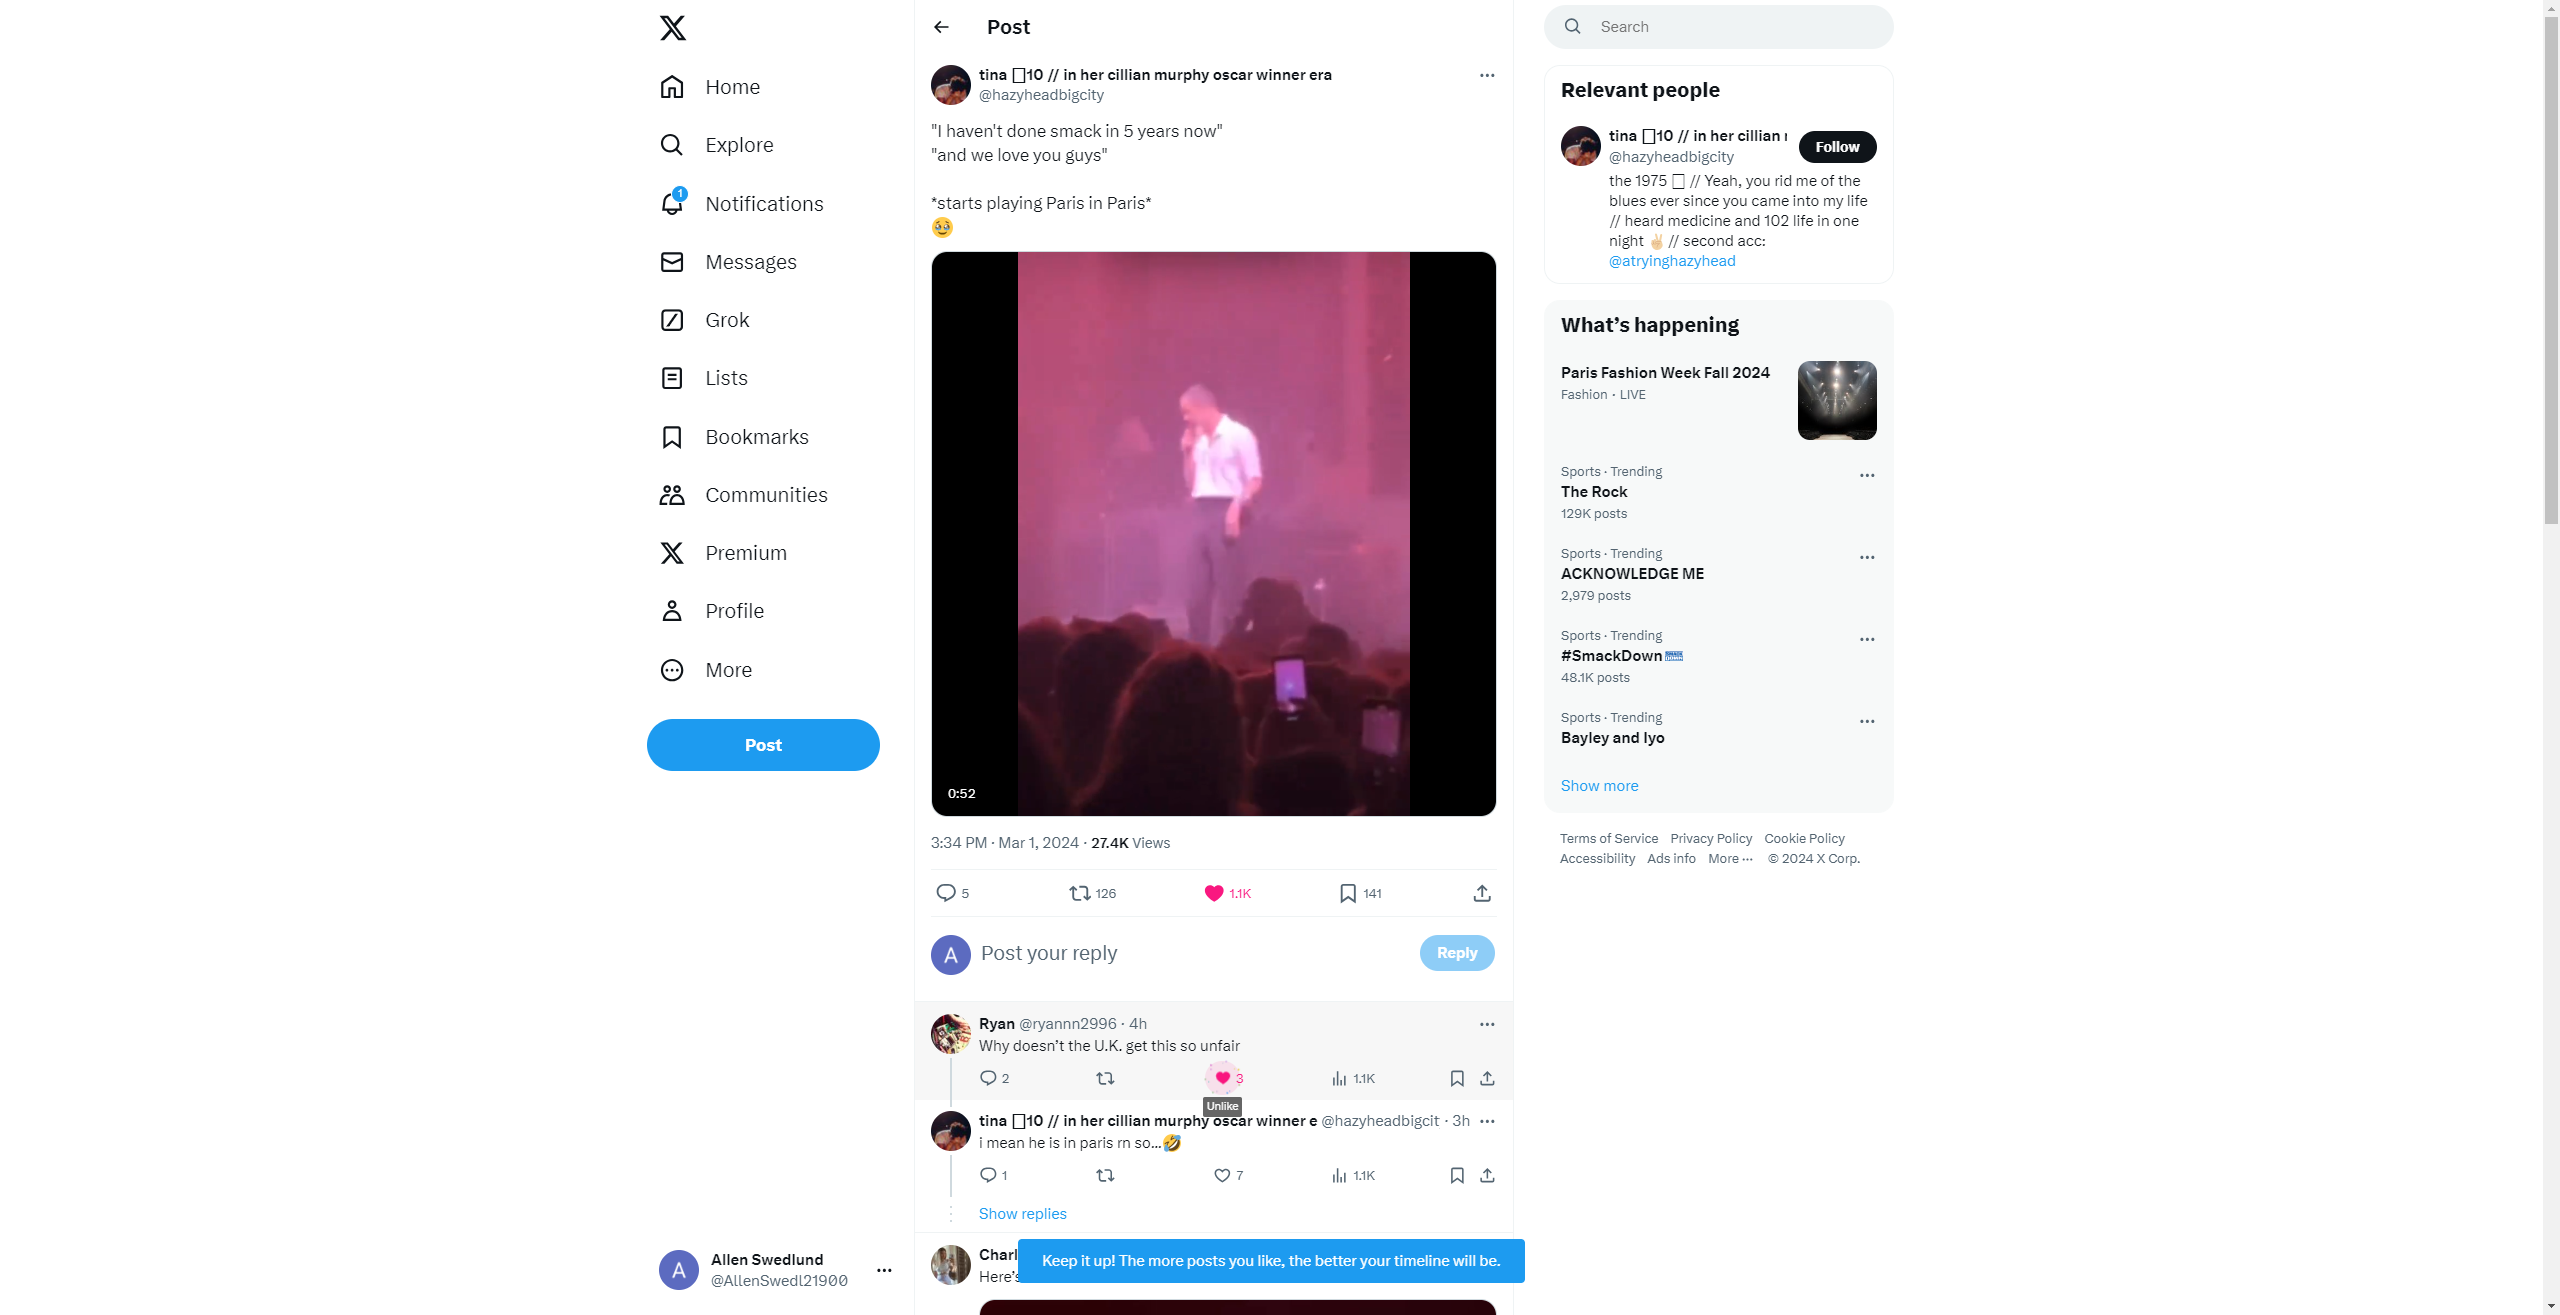 Home
Explore
1
Notifications
Messages
Grok
Lists
Bookmarks
Communities
Premium
Profile
More
Post
Allen Swedlund
@AllenSwedl21900
Post
tina 10 // in her cillian murphy oscar winner era
@hazyheadbigcity
"I haven't done smack in 5 years now"
"and we love you guys"
*starts playing Paris in Paris*
🥹
0:52
3:34 PM · Mar 1, 2024 · 27.4K Views
5 126 1.1K 141
A Post your reply Reply
Ryan @ryannn2996 · 4h
Why doesn’t the U.K. get this so unfair
2 3 1.1K
Unlike
tina 10 // in her cillian murphy oscar winner e @hazyheadbigcit · 3h
i mean he is in paris rn so...🤣
1 7 1.1K
Show replies
Charl
Here’s
Keep it up! The more posts you like, the better your timeline will be.
Search
Relevant people
tina 10 // in her cillian
@hazyheadbigcity
Follow
the 1975 // Yeah, you rid me of the
blues ever since you came into my life
// heard medicine and 102 life in one
night ✌🏻 // second acc:
@atryinghazyhead
What’s happening
Paris Fashion Week Fall 2024
Fashion · LIVE
Sports · Trending
The Rock
129K posts
Sports · Trending
ACKNOWLEDGE ME
2,979 posts
Sports · Trending
#SmackDown
48.1K posts
Sports · Trending
Bayley and Iyo
Show more
Terms of Service Privacy Policy Cookie Policy
Accessibility Ads info More ··· © 2024 X Corp.